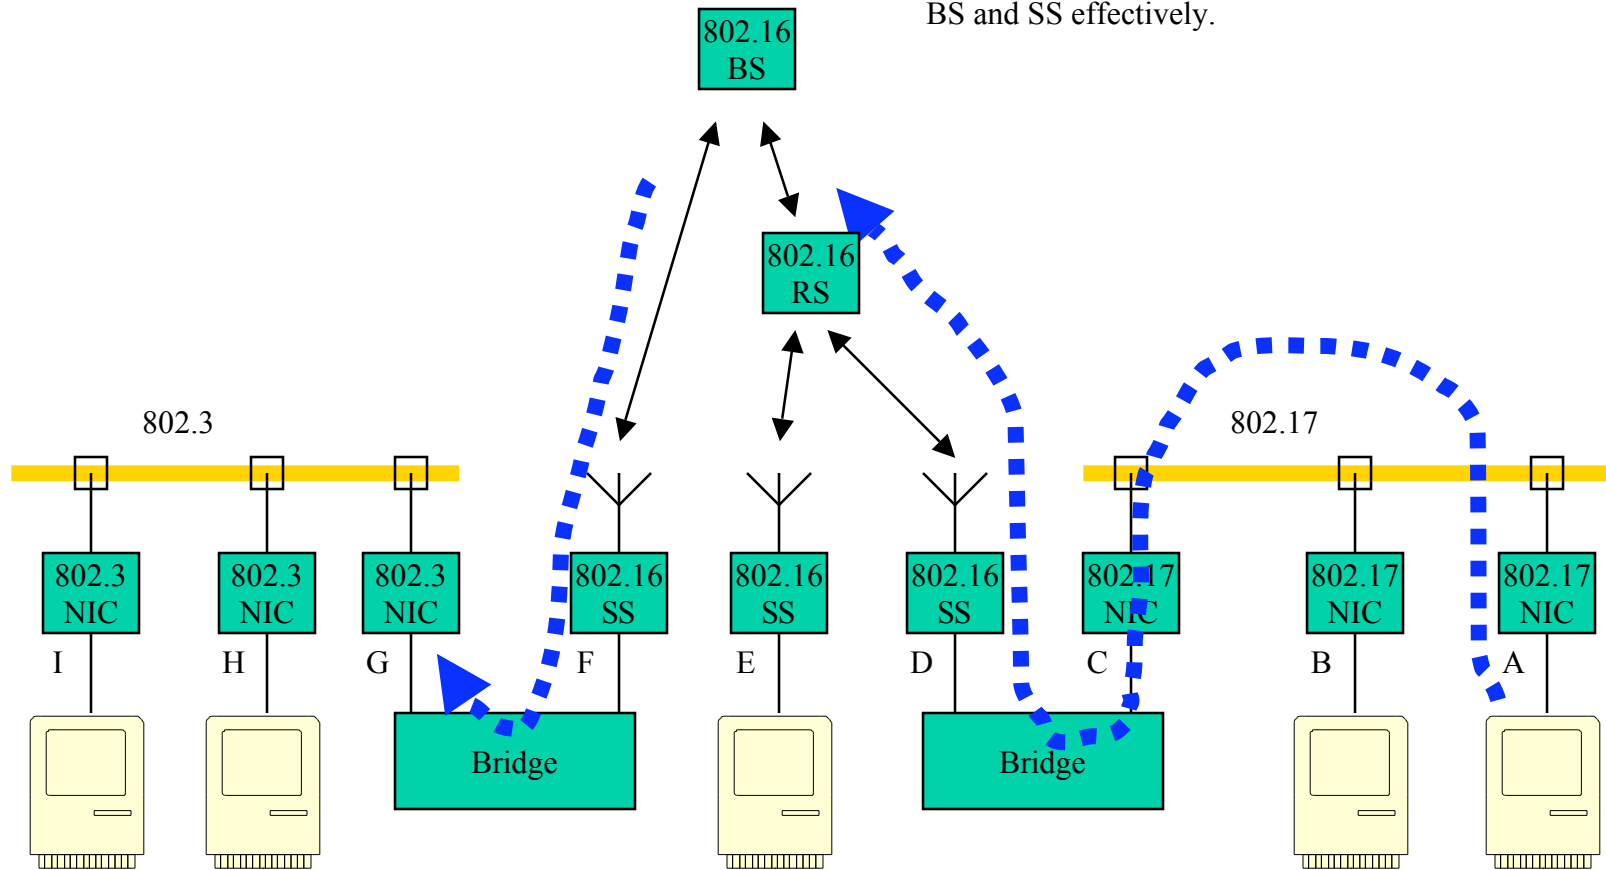 BS and SS effectively.
802.16
BS
802.16
RS
802.3
802.17
802.3
NIC
802.3
NIC
802.3
NIC
802.16
SS
802.16
SS
802.16
SS
802.17
NIC
802.17
NIC
802.17
NIC
I
H
G
F
E
D
C
B
A
Bridge
Bridge